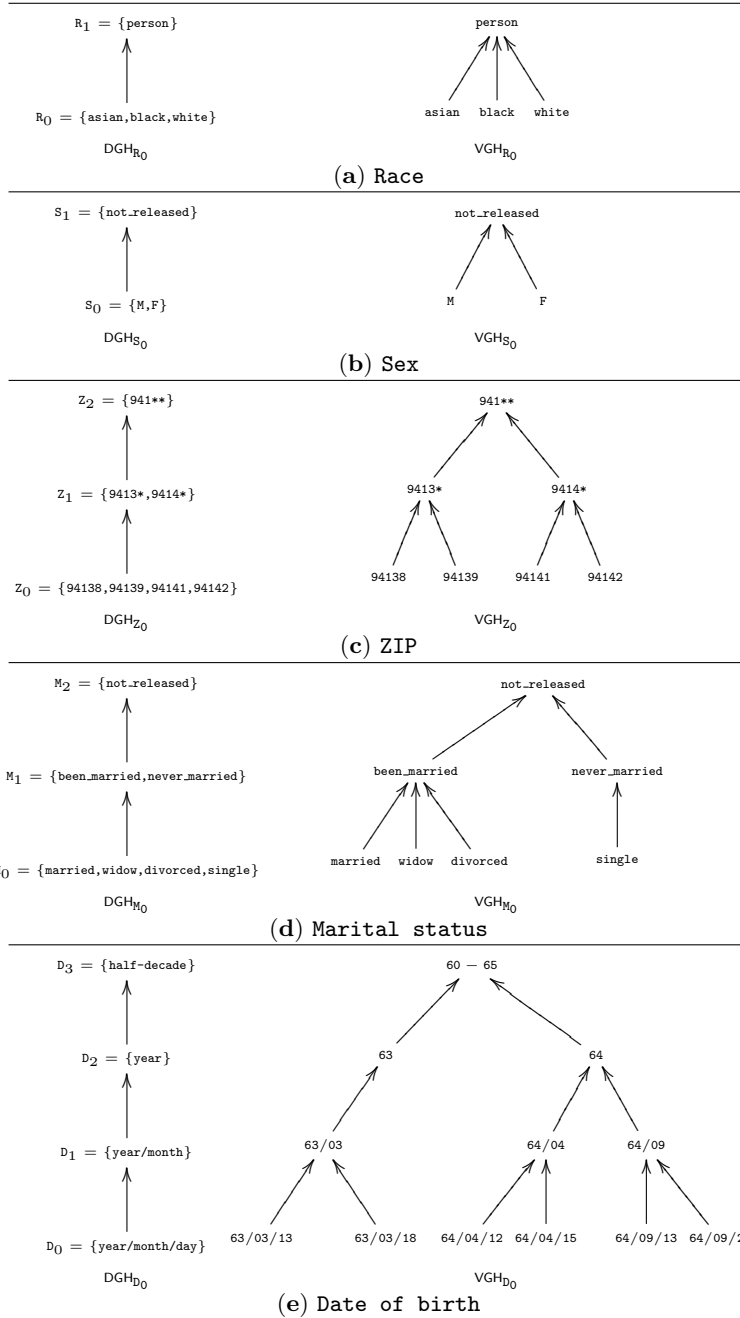 R1 = {person} person
R0 = {asian,black,white} asian black white
DGHR0 VGHR0
(a) Race
S1 = {not_released} not_released
S0 = {M,F} M F
DGHS0 VGHS0
(b) Sex
Z2 = {941**} 941**
Z1 = {9413*,9414*} 9413* 9414*
Z0 = {94138,94139,94141,94142} 94138 94139 94141 94142
DGHZ0 VGHZ0
(c) ZIP
M2 = {not_released} not_released
M1 = {been_married,never_married} been_married never_married
0 = {married,widow,divorced,single} married widow divorced single
DGHM0 VGHM0
(d) Marital status
D3 = {half-decade} 60 − 65
D2 = {year} 63 64
D1 = {year/month} 63/03 64/04 64/09
D0 = {year/month/day} 63/03/13 63/03/18 64/04/12 64/04/15 64/09/13
DGHD0 VGHD0
(e) Date of birth